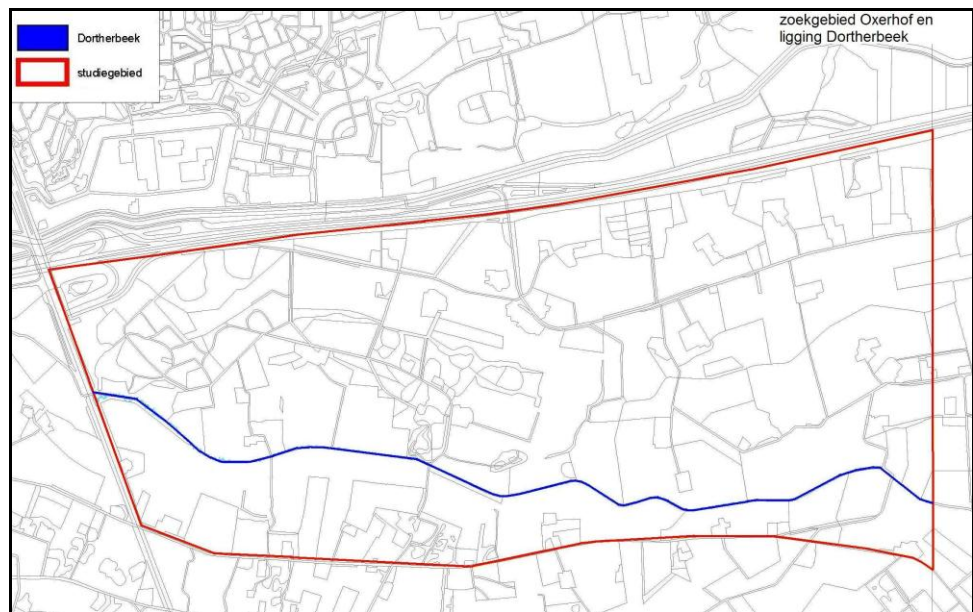 Dortherbeek
studiegebied
zoekgebied Oxerhof en
ligging Dortherbeek